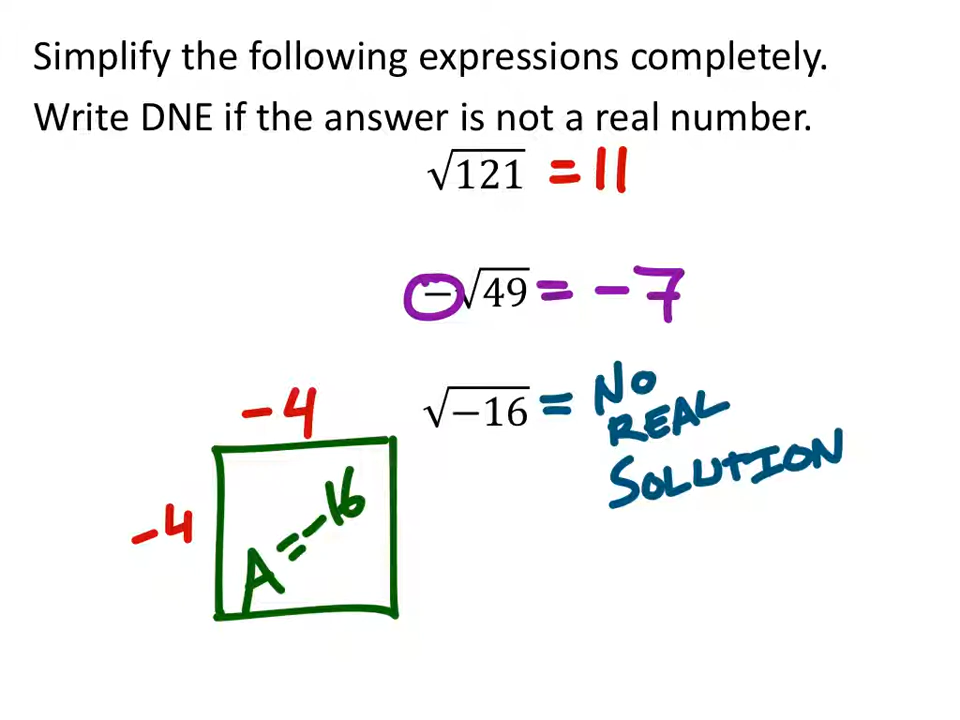 Simplify the following expressions completely.
Write DNE if the answer is not a real number.
√121 = 11
−√49 = −7
√−16 = NO
REAL
SOLUTION
−4
−4
A = −16